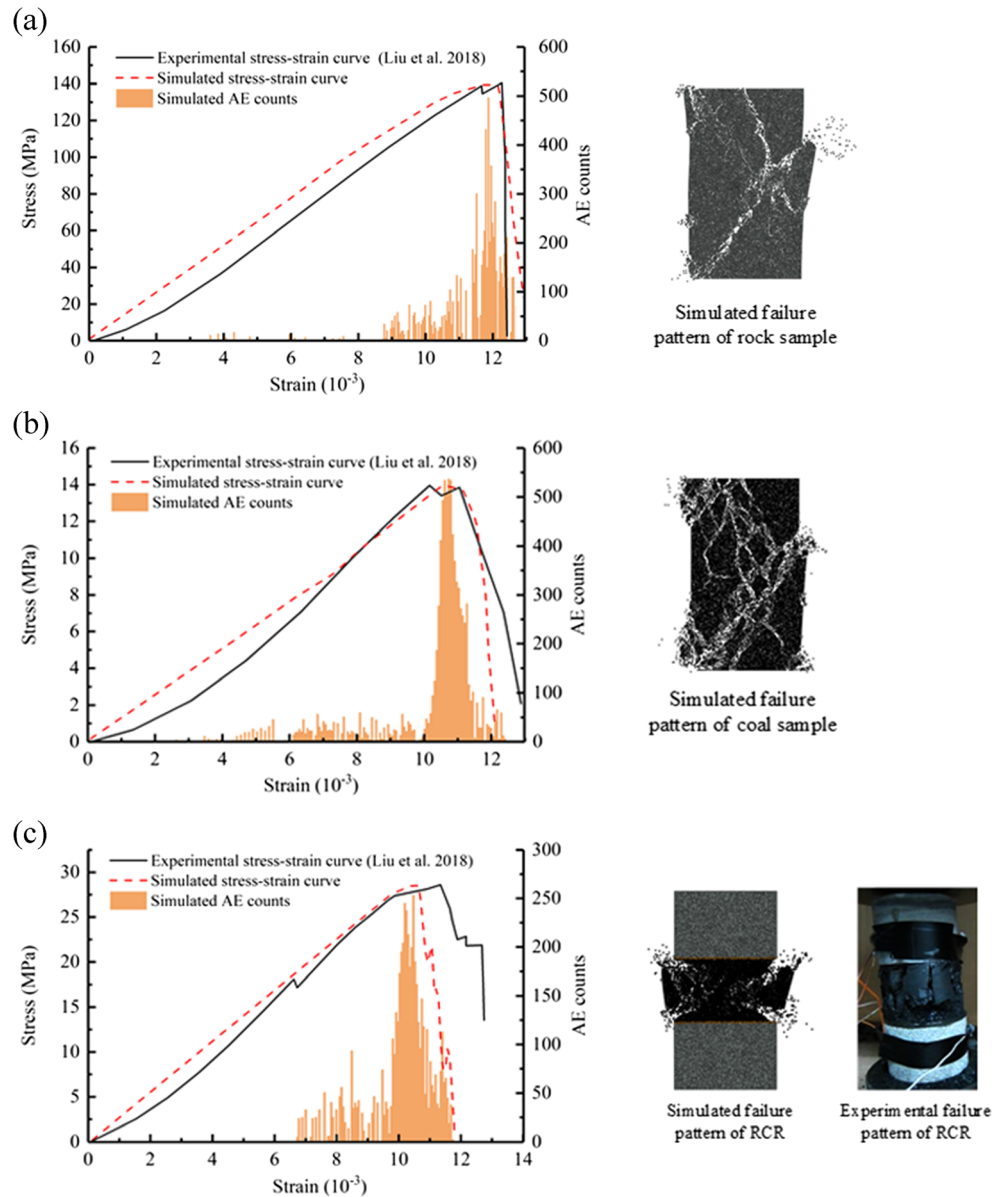 (a)
160
140
120
100
80
60
40
20
0
Stress (MPa)
Experimental stress-strain curve (Liu et al. 2018)
Simulated stress-strain curve
Simulated AE counts
600
500
400
300
200
100
0
AE counts
0 2 4 6 8 10 12
Strain (10-3)
Simulated failure
pattern of rock sample
(b)
16
14
12
10
8
6
4
2
0
Stress (MPa)
Experimental stress-strain curve (Liu et al. 2018)
Simulated stress-strain curve
Simulated AE counts
600
500
400
300
200
100
0
AE counts
0 2 4 6 8 10 12
Strain (10-3)
Simulated failure
pattern of coal sample
(c)
30
25
20
15
10
5
0
Stress (MPa)
Experimental stress-strain curve (Liu et al. 2018)
Simulated stress-strain curve
Simulated AE counts
300
250
200
150
100
50
0
AE counts
0 2 4 6 8 10 12 14
Strain (10-3)
Simulated failure
pattern of RCR
Experimental failure
pattern of RCR